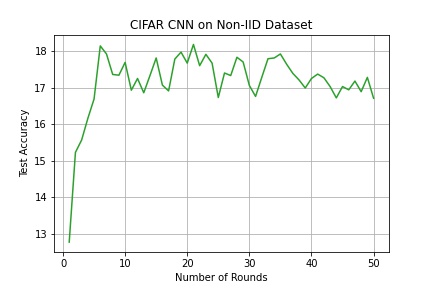 CIFAR CNN on Non-IID Dataset
Test Accuracy
18
17
16
15
14
13
0 10 20 30 40 50
Number of Rounds